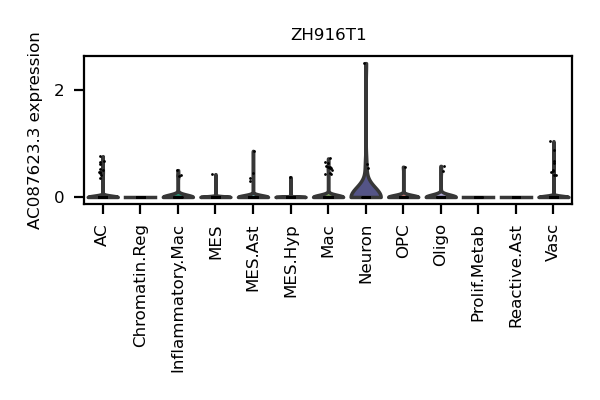 ZH916T1
AC087623.3 expression
2
0
AC
Chromatin.Reg
Inflammatory.Mac
MES
MES.Ast
MES.Hyp
Mac
Neuron
OPC
Oligo
Prolif.Metab
Reactive.Ast
Vasc